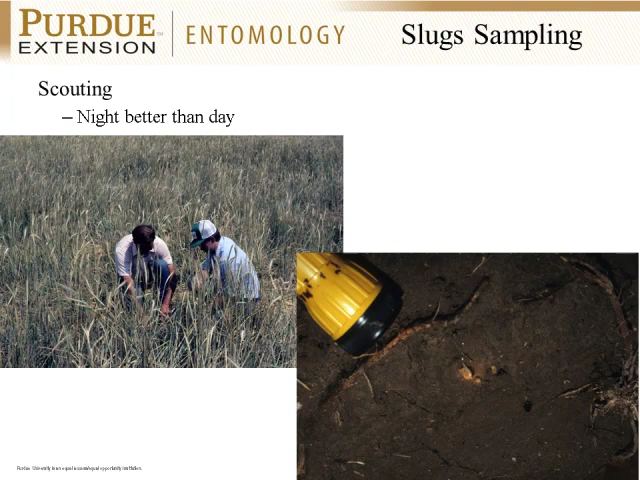 PURDUE
EXTENSION
ENTOMOLOGY
Slugs Sampling
Scouting
– Night better than day
Purdue University is an equal access/equal opportunity institution.